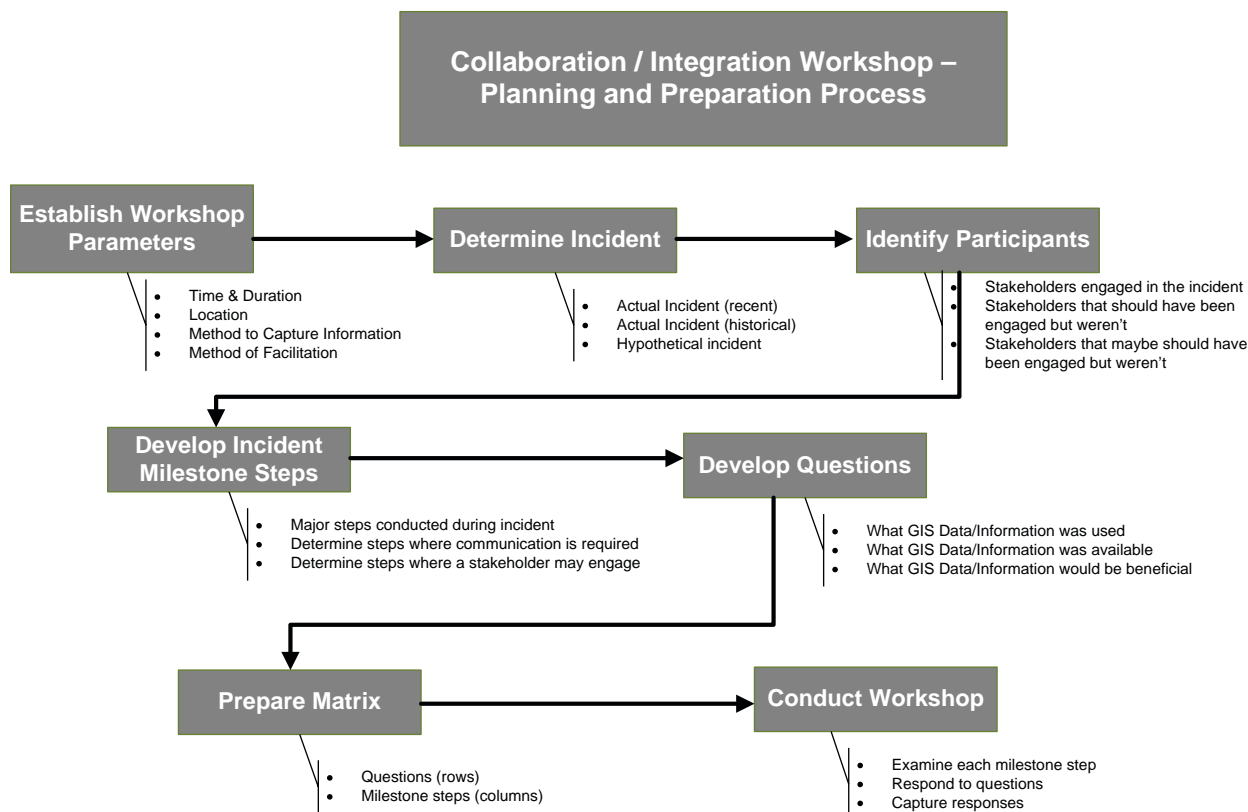 Collaboration / Integration Workshop –
Planning and Preparation Process
Establish Workshop
Parameters
• Time & Duration
• Location
• Method to Capture Information
• Method of Facilitation
Determine Incident
• Actual Incident (recent)
• Actual Incident (historical)
• Hypothetical incident
Identify Participants
• Stakeholders engaged in the incident
• Stakeholders that should have been
engaged but weren't
• Stakeholders that maybe should have
been engaged but weren't
Develop Incident
Milestone Steps
• Major steps conducted during incident
• Determine steps where communication is required
• Determine steps where a stakeholder may engage
Develop Questions
• What GIS Data/Information was used
• What GIS Data/Information was available
• What GIS Data/Information would be beneficial
Prepare Matrix
• Questions (rows)
• Milestone steps (columns)
Conduct Workshop
• Examine each milestone step
• Respond to questions
• Capture responses